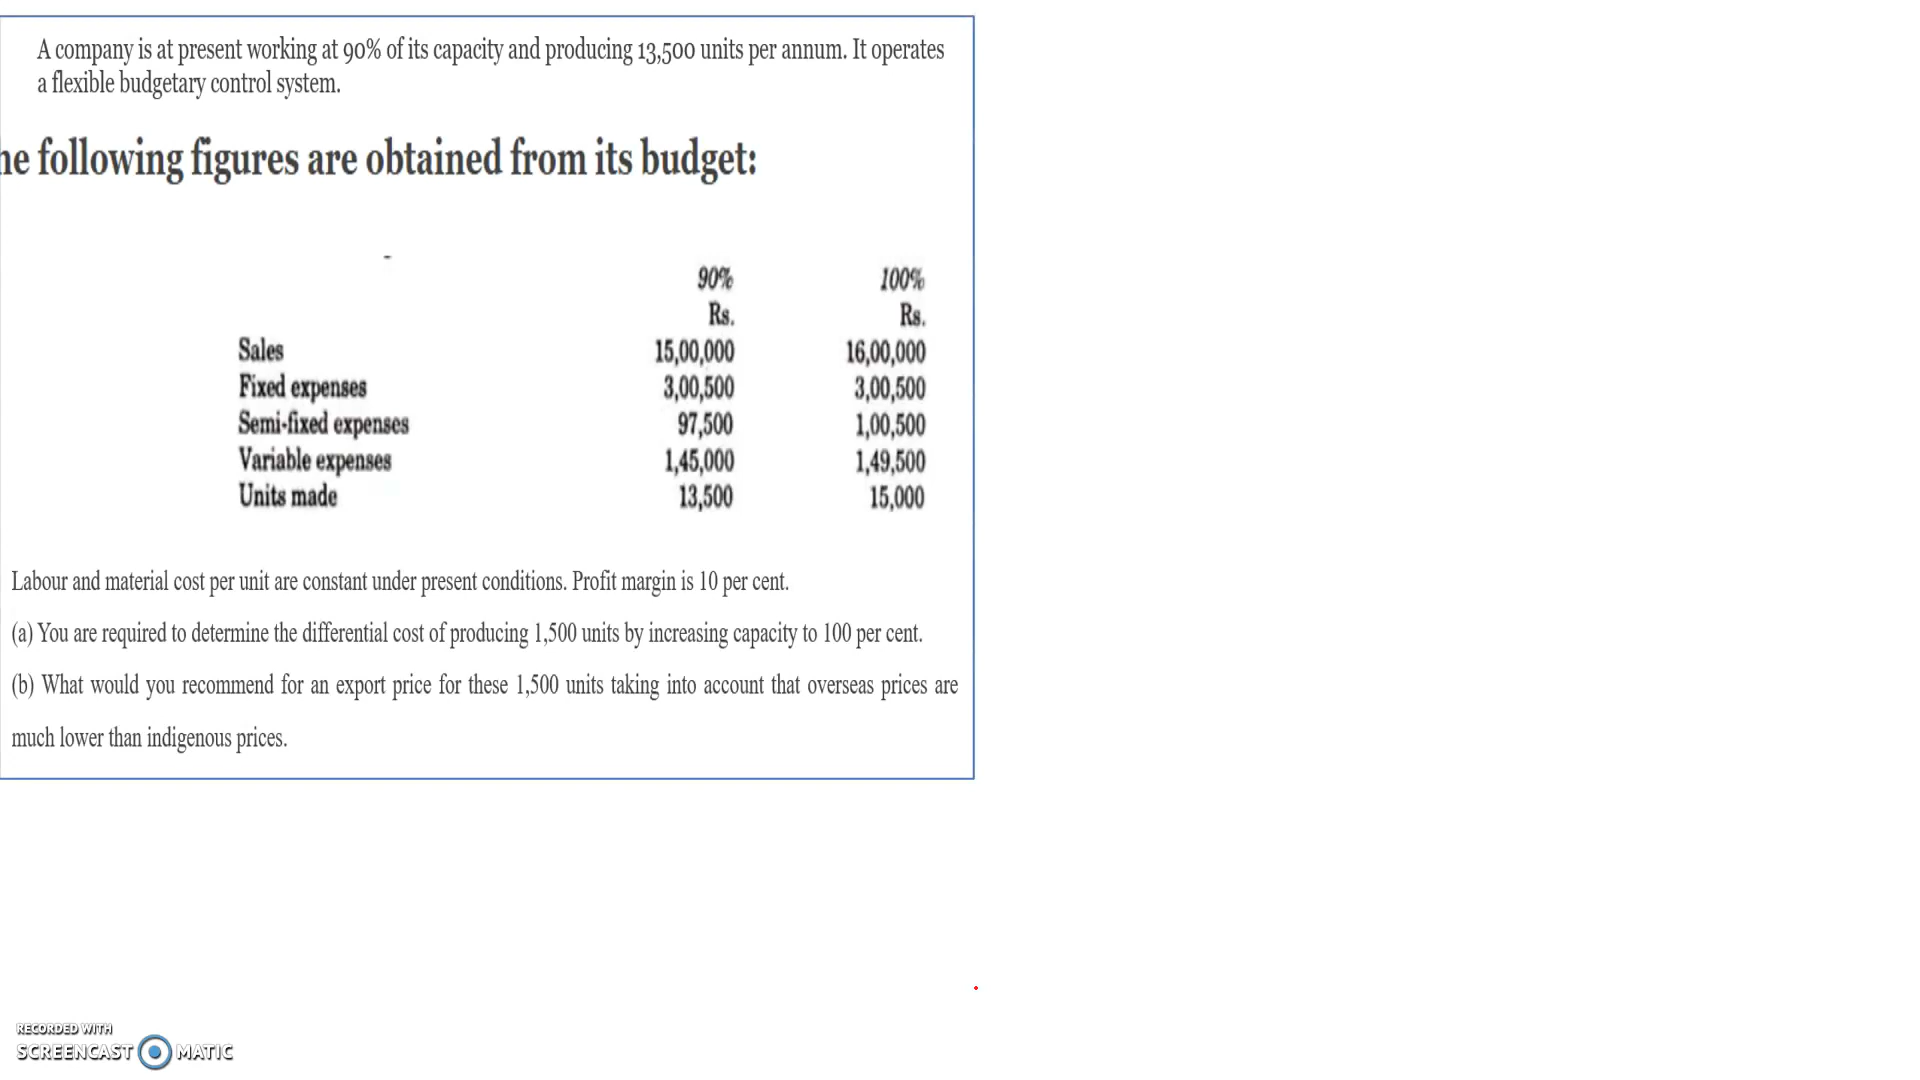 A company is at present working at 90% of its capacity and producing 13,500 units per annum. It operates
a flexible budgetary control system.
he following figures are obtained from its budget:
90% 100%
Rs. Rs.
Sales 15,00,000 16,00,000
Fixed expenses 3,00,500 3,00,500
Semi-fixed expenses 97,500 1,00,500
Variable expenses 1,45,000 1,49,500
Units made 13,500 15,000
Labour and material cost per unit are constant under present conditions. Profit margin is 10 per cent.
(a) You are required to determine the differential cost of producing 1,500 units by increasing capacity to 100 per cent.
(b) What would you recommend for an export price for these 1,500 units taking into account that overseas prices are
much lower than indigenous prices.
RECORDED WITH
SCREENCAST MATIC